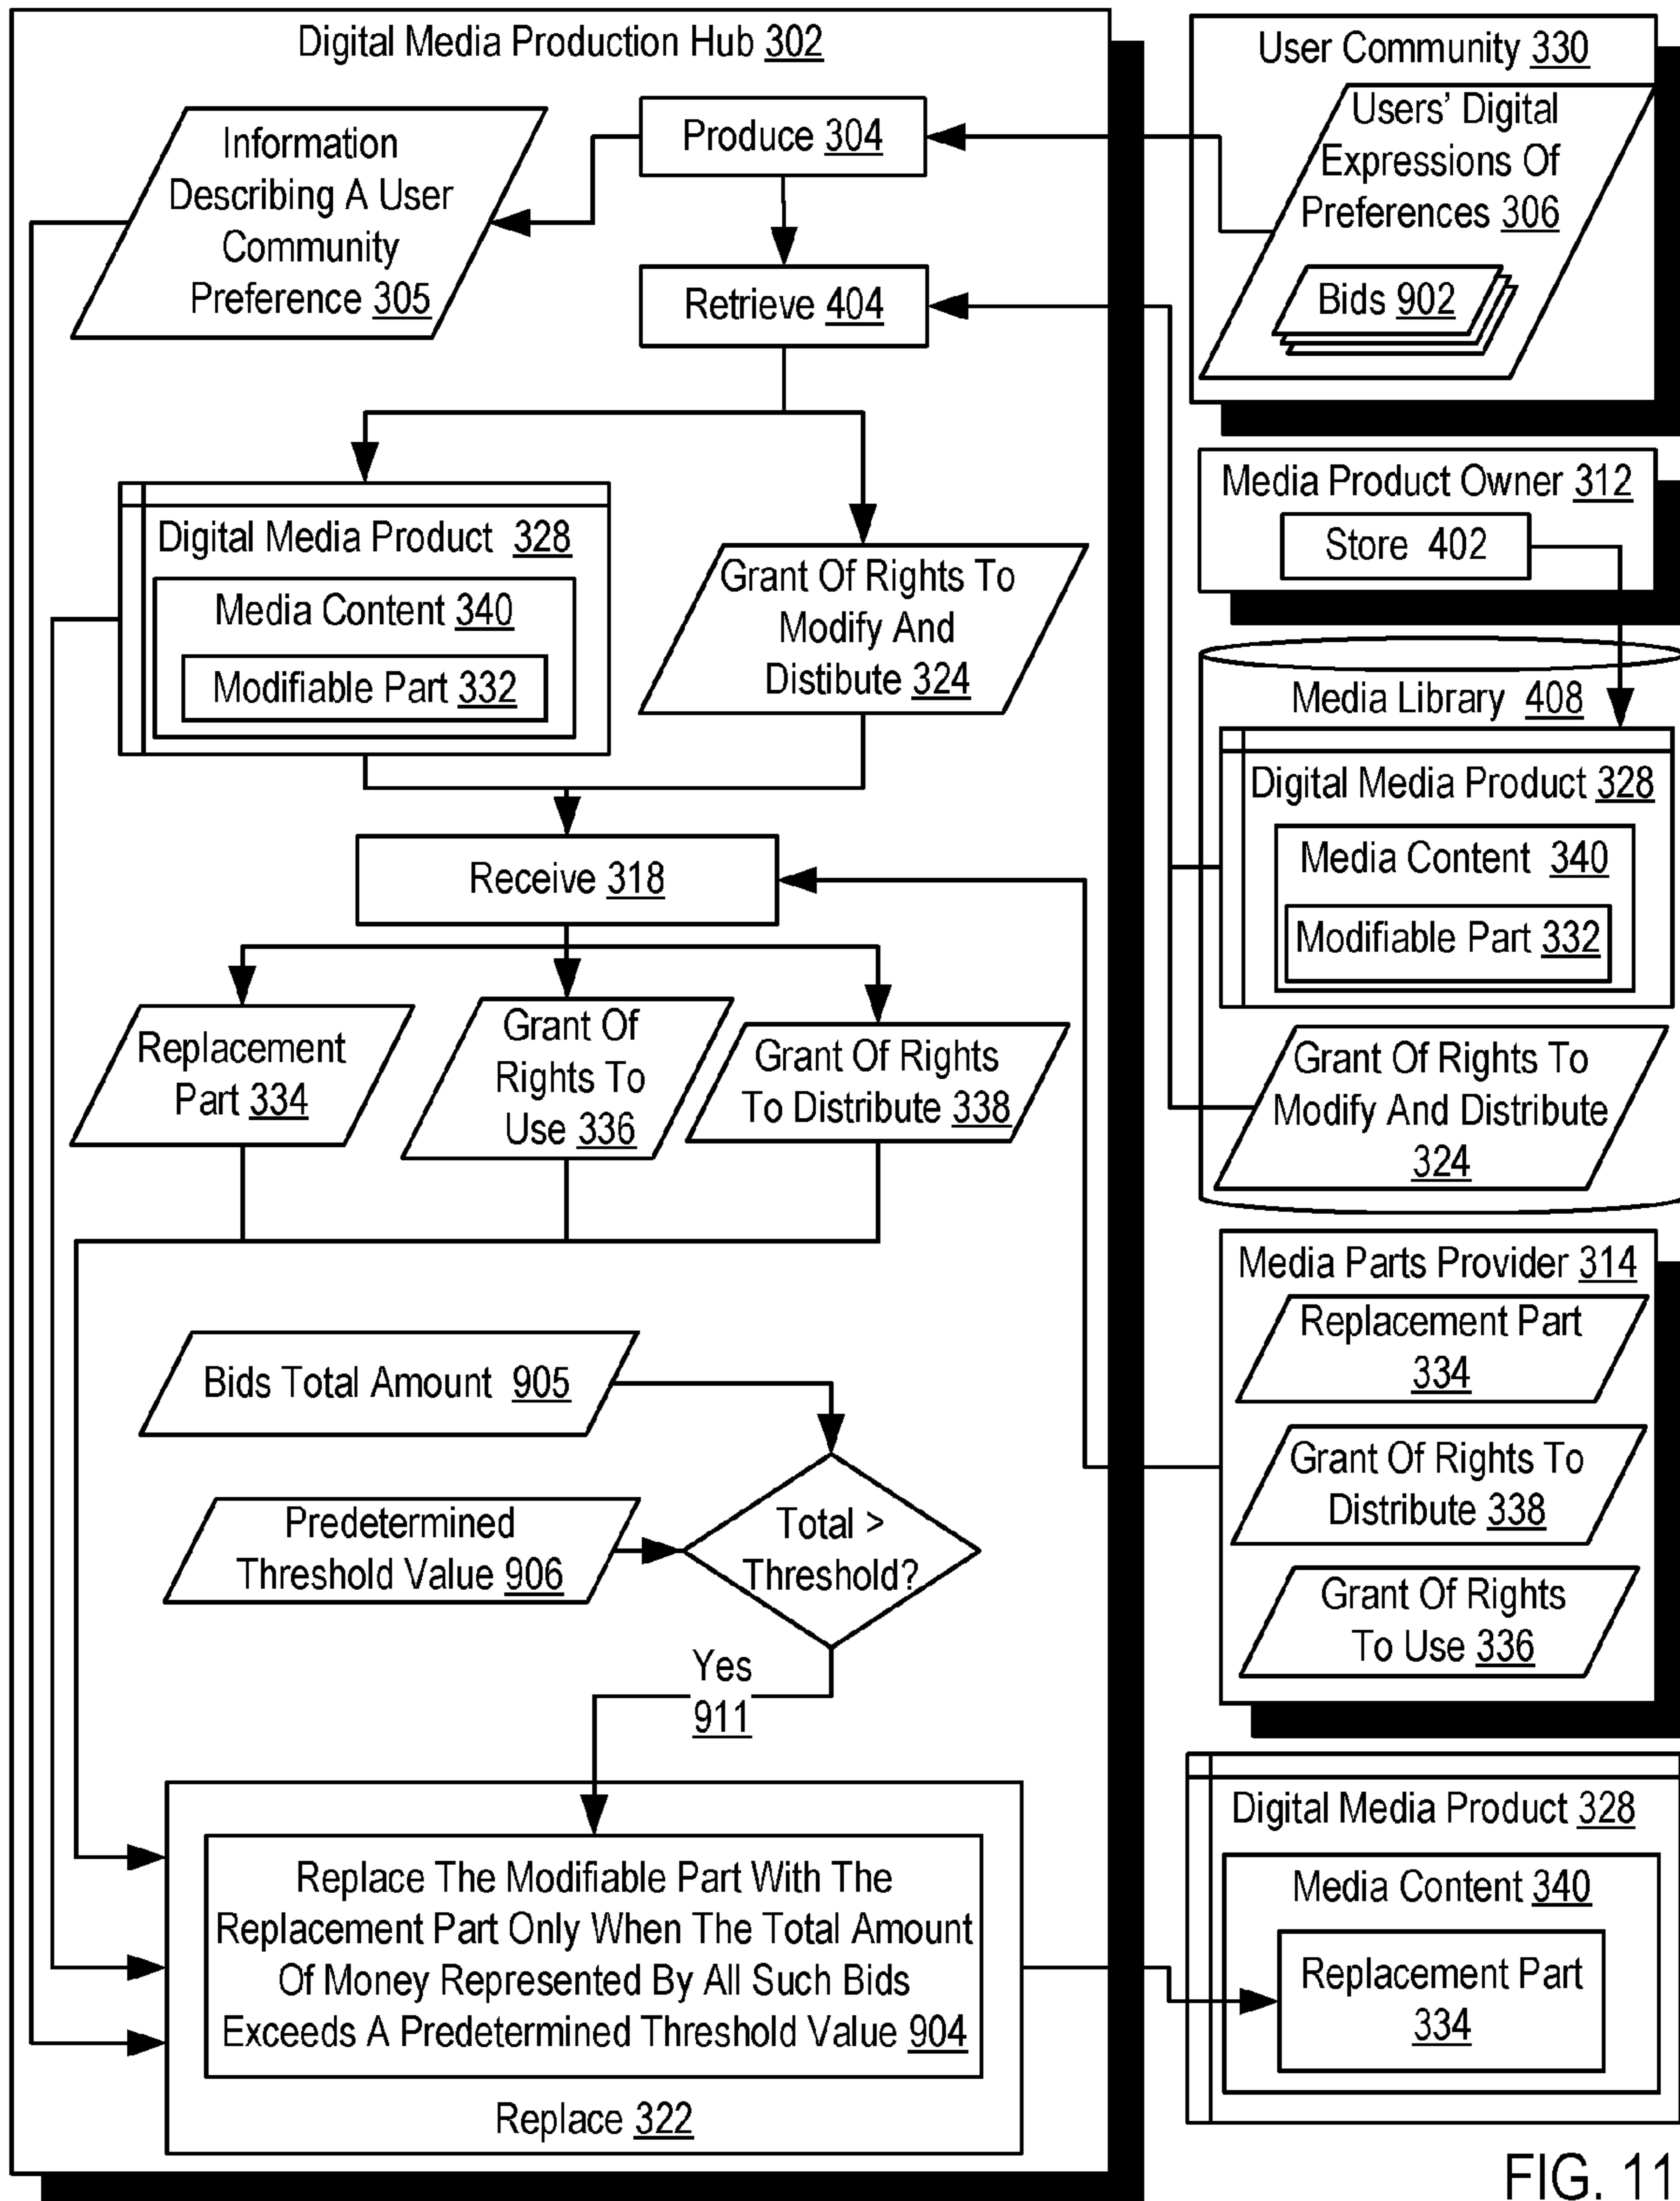 Digital Media Production Hub 302
Information
Describing A User
Community
Preference 305
Produce 304
Retrieve 404
Digital Media Product 328
Media Content 340
Modifiable Part 332
Grant Of Rights To
Modify And
Distibute 324
Receive 318
Replacement
Part 334
Grant Of
Rights To
Use 336
Grant Of Rights
To Distribute 338
Bids Total Amount 905
Predetermined
Threshold Value 906
Total >
Threshold?
Yes
911
Replace The Modifiable Part With The
Replacement Part Only When The Total Amount
Of Money Represented By All Such Bids
Exceeds A Predetermined Threshold Value 904
Replace 322
User Community 330
Users' Digital
Expressions Of
Preferences 306
Bids 902
Media Product Owner 312
Store 402
Media Library 408
Digital Media Product 328
Media Content 340
Modifiable Part 332
Grant Of Rights To
Modify And Distribute
324
Media Parts Provider 314
Replacement Part
334
Grant Of Rights To
Distribute 338
Grant Of Rights
To Use 336
Digital Media Product 328
Media Content 340
Replacement Part
334
FIG. 11